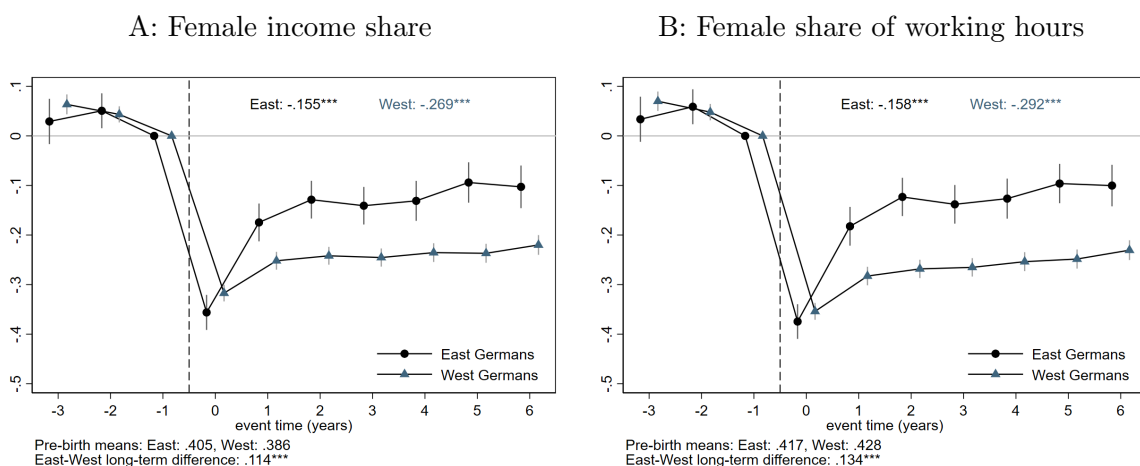 A: Female income share
.1
0
-.1
-.2
-.3
-.4
-.5
East: -.155***
West: -.269***
East Germans
West Germans
-3 -2 -1 0 1 2 3 4 5 6
event time (years)
Pre-birth means: East: .405, West: .386
East-West long-term difference: .114***
B: Female share of working hours
.1
0
-.1
-.2
-.3
-.4
-.5
East: -.158***
West: -.292***
East Germans
West Germans
-3 -2 -1 0 1 2 3 4 5 6
event time (years)
Pre-birth means: East: .417, West: .428
East-West long-term difference: .134***